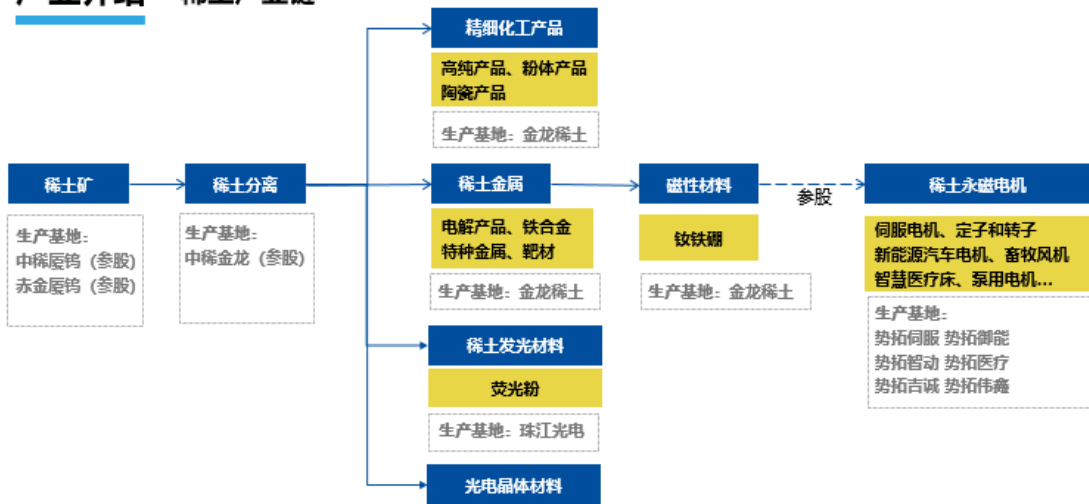 产业介绍 稀土产业链
精细化工产品
高纯产品、粉体产品
陶瓷产品
生产基地：金龙稀土
稀土矿
生产基地：
中稀厦钨（参股）
赤金厦钨（参股）
稀土分离
生产基地：
中稀金龙（参股）
稀土金属
电解产品、铁合金
特种金属、靶材
生产基地：金龙稀土
磁性材料
钕铁硼
生产基地：金龙稀土
参股
稀土永磁电机
伺服电机、定子和转子
新能源汽车电机、畜牧风机
智慧医疗床、泵用电机...
生产基地：
势拓伺服 势拓御能
势拓智动 势拓医疗
势拓吉诚 势拓伟鑫
稀土发光材料
荧光粉
生产基地：珠江光电
光电晶体材料